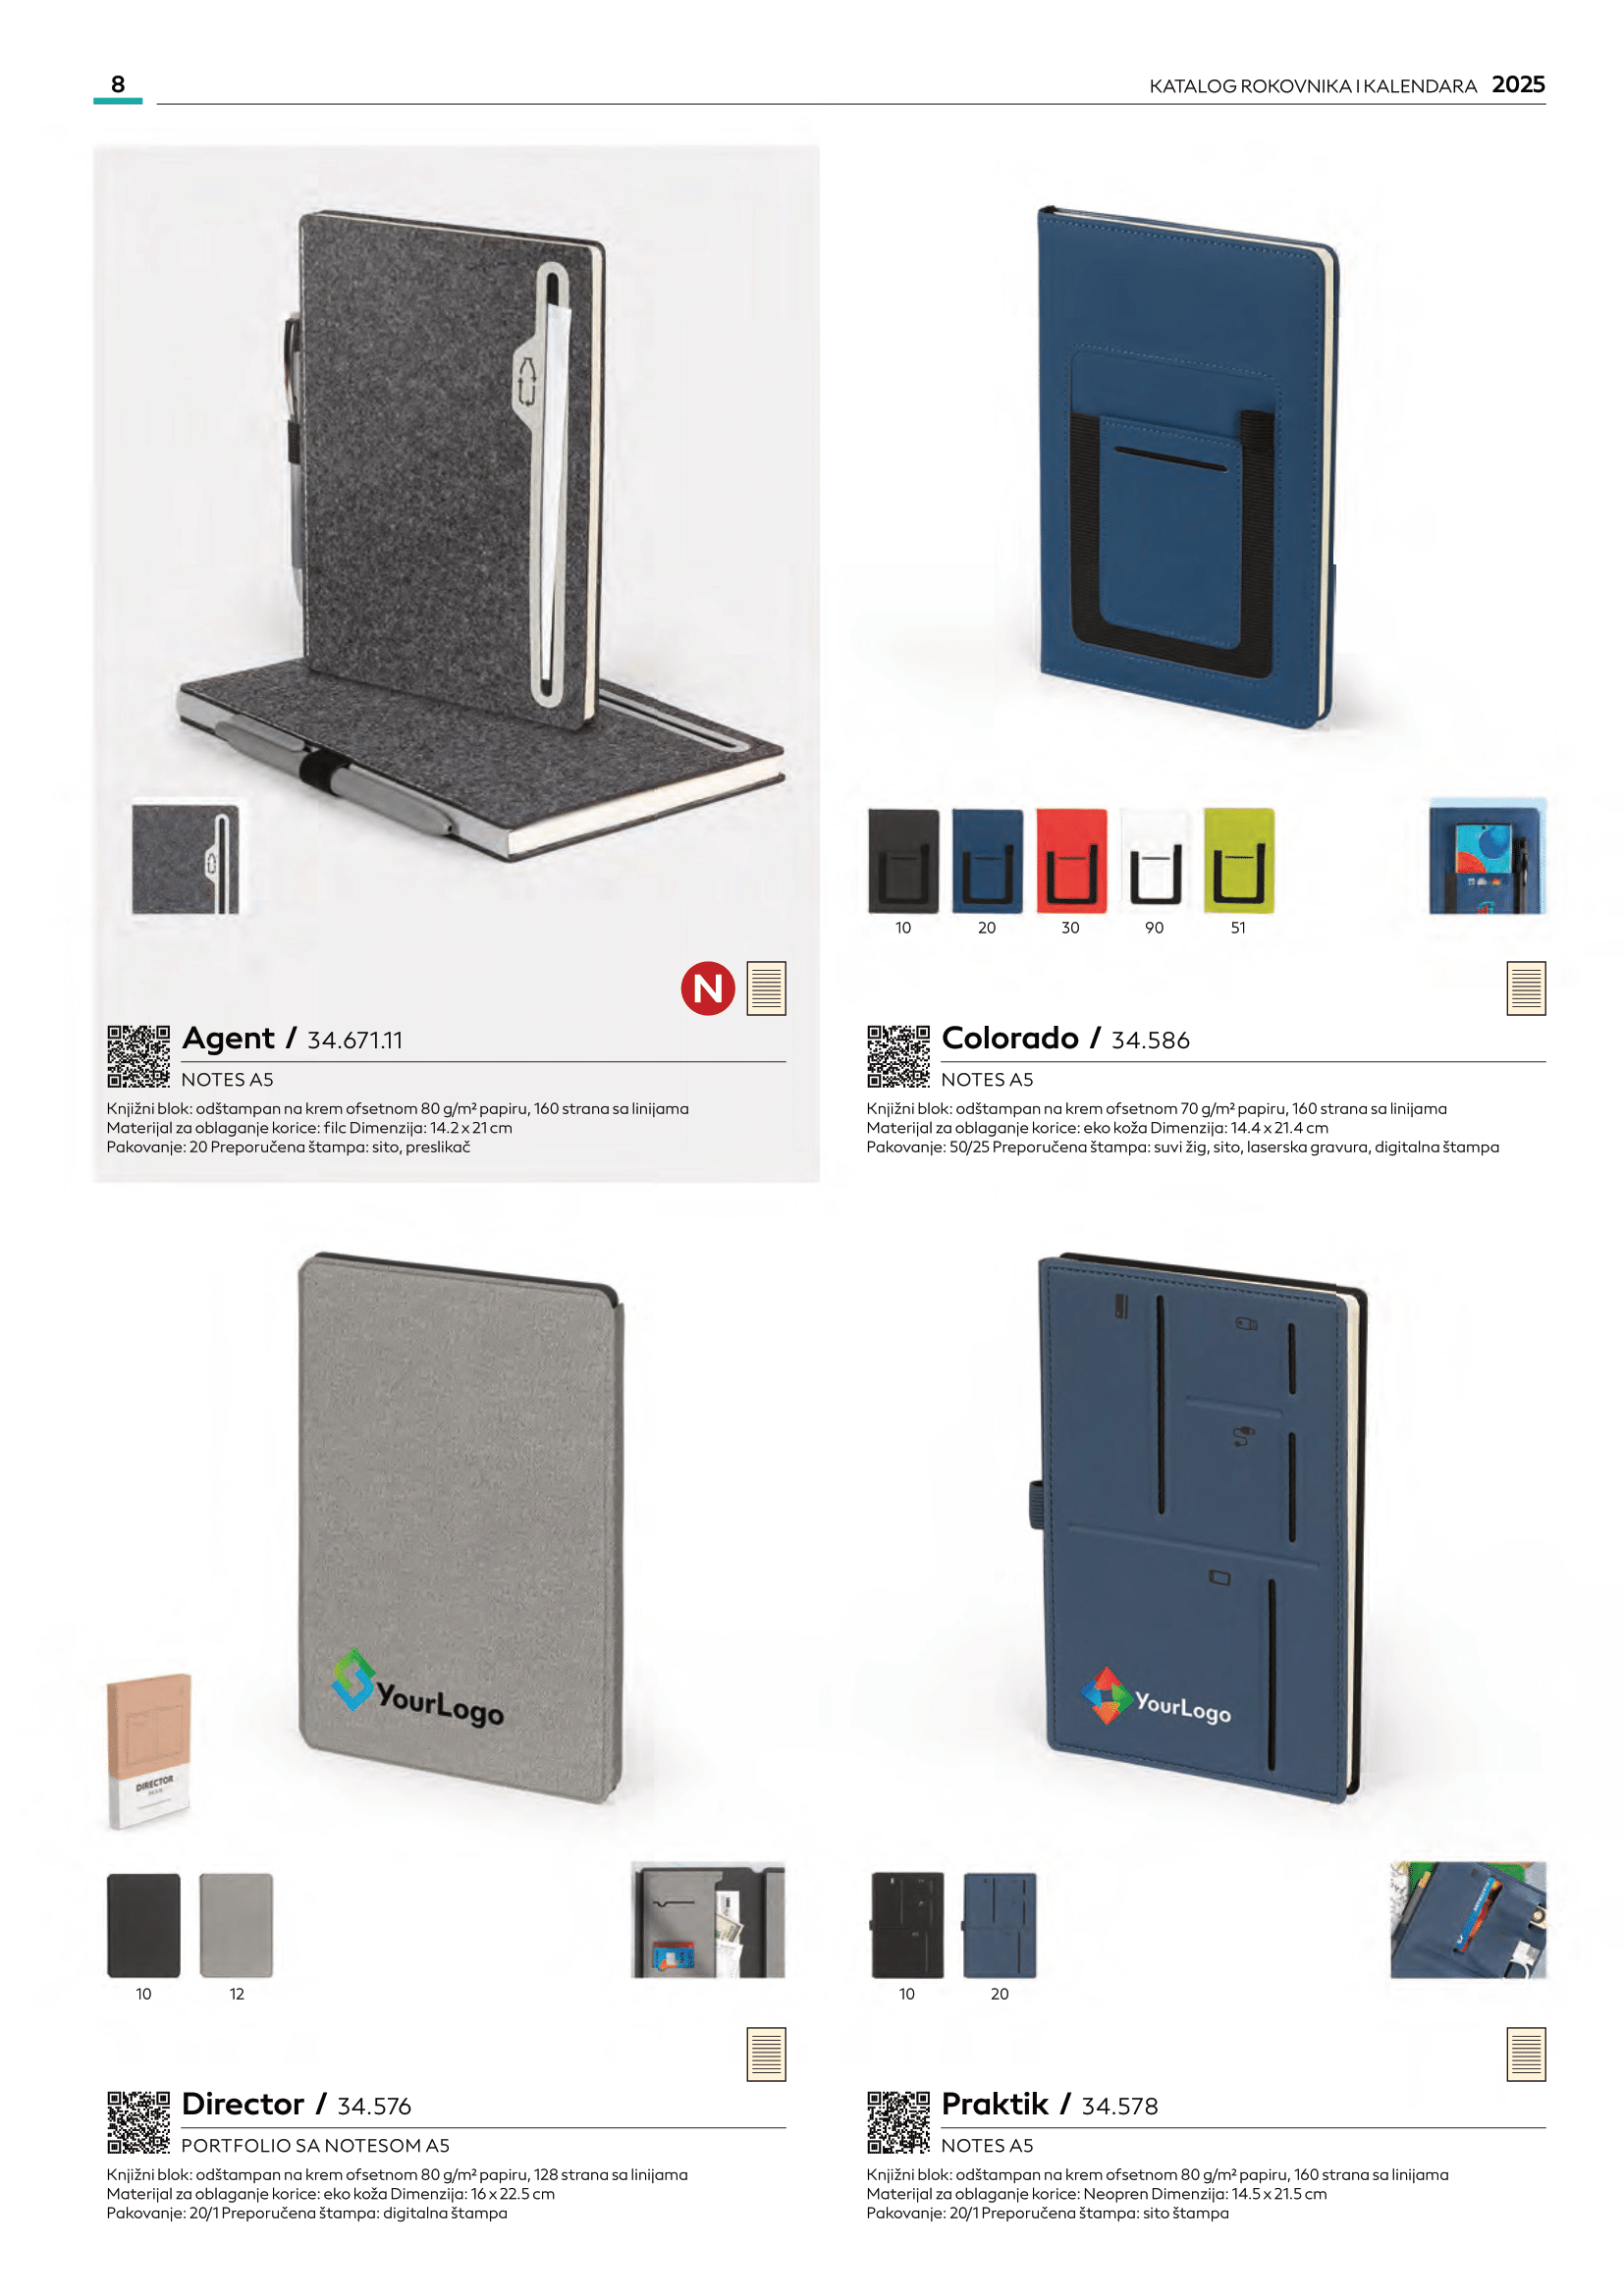 8
KATALOG ROKOVNIKA I KALENDARA 2025
10 20 30 90 51
N
Agent / 34.671.11
NOTES A5
Knjižni blok: odštampan na krem ofsetnom 80 g/m² papiru, 160 strana sa linijama
Materijal za oblaganje korice: filc Dimenzija: 14.2 x 21 cm
Pakovanje: 20 Preporučena štampa: sito, preslikač
Colorado / 34.586
NOTES A5
Knjižni blok: odštampan na krem ofsetnom 70 g/m² papiru, 160 strana sa linijama
Materijal za oblaganje korice: eko koža Dimenzija: 14.4 x 21.4 cm
Pakovanje: 50/25 Preporučena štampa: suvi žig, sito, laserska gravura, digitalna štampa
YourLogo
DIRECTOR
10 12
Director / 34.576
PORTFOLIO SA NOTESOM A5
Knjižni blok: odštampan na krem ofsetnom 80 g/m² papiru, 128 strana sa linijama
Materijal za oblaganje korice: eko koža Dimenzija: 16 x 22.5 cm
Pakovanje: 20/1 Preporučena štampa: digitalna štampa
YourLogo
10 20
Praktik / 34.578
NOTES A5
Knjižni blok: odštampan na krem ofsetnom 80 g/m² papiru, 160 strana sa linijama
Materijal za oblaganje korice: Neopren Dimenzija: 14.5 x 21.5 cm
Pakovanje: 20/1 Preporučena štampa: sito štampa